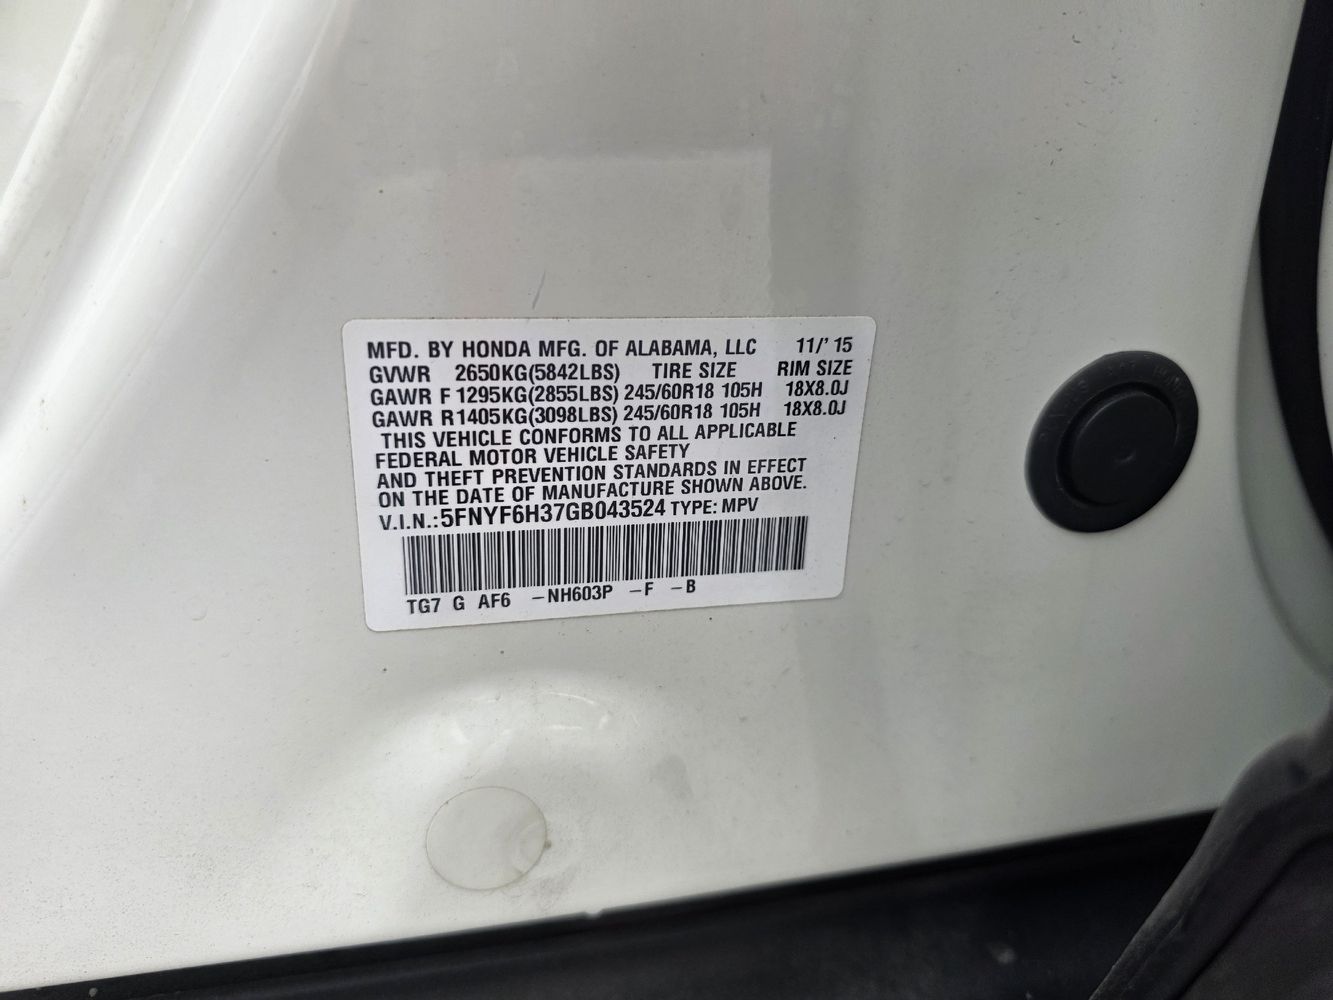 MFD. BY HONDA MFG. OF ALABAMA, LLC 11/' 15
GVWR 2650KG(5842LBS) TIRE SIZE RIM SIZE
GAWR F 1295KG(2855LBS) 245/60R18 105H 18X8.0J
GAWR R1405KG(3098LBS) 245/60R18 105H 18X8.0J
THIS VEHICLE CONFORMS TO ALL APPLICABLE
FEDERAL MOTOR VEHICLE SAFETY
AND THEFT PREVENTION STANDARDS IN EFFECT
ON THE DATE OF MANUFACTURE SHOWN ABOVE.
V.I.N.:5FNYF6H37GB043524 TYPE: MPV
TG7 G AF6 -NH603P -F -B